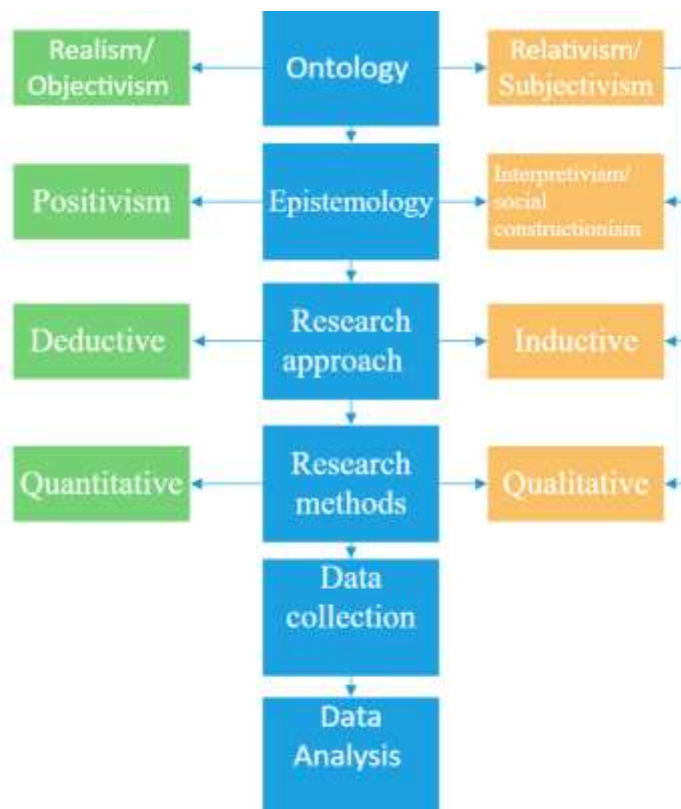 Realism/
Objectivism
Ontology
Relativism/
Subjectivism
Positivism
Epistemology
Interpretivism/
social
constructionism
Deductive
Research
approach
Inductive
Quantitative
Research
methods
Qualitative
Data
collection
Data
Analysis